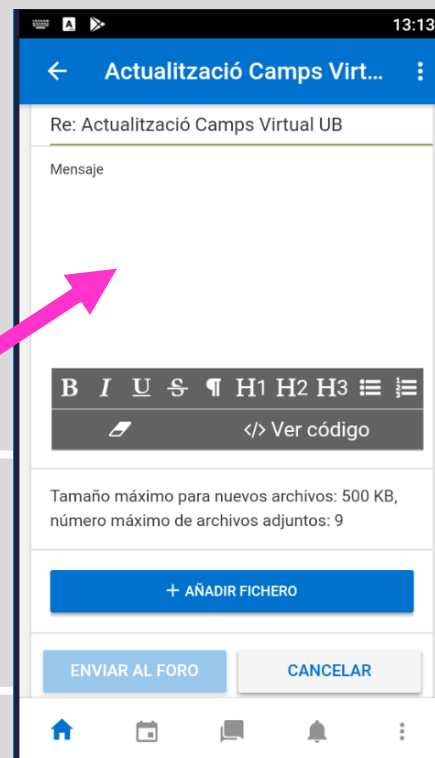 13:13
Actualització Camps Virt...
Re: Actualització Camps Virtual UB
Mensaje
B I U S ¶ H1 H2 H3
</> Ver código
Tamaño máximo para nuevos archivos: 500 KB,
número máximo de archivos adjuntos: 9
+ AÑADIR FICHERO
ENVIAR AL FORO CANCELAR